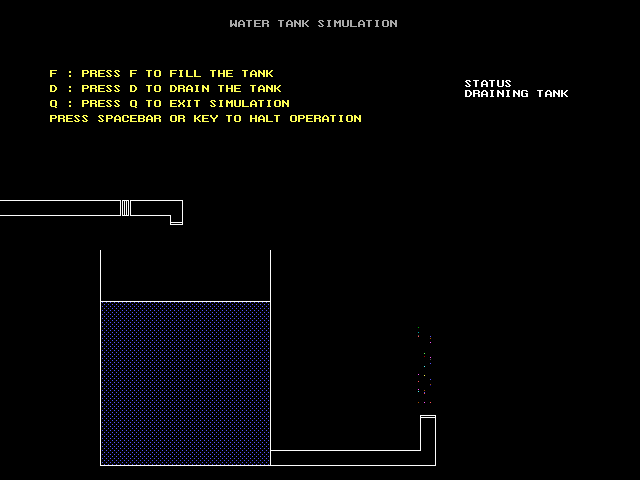 WATER TANK SIMULATION
F : PRESS F TO FILL THE TANK
D : PRESS D TO DRAIN THE TANK
Q : PRESS Q TO EXIT SIMULATION
PRESS SPACEBAR OR KEY TO HALT OPERATION
STATUS
DRAINING TANK